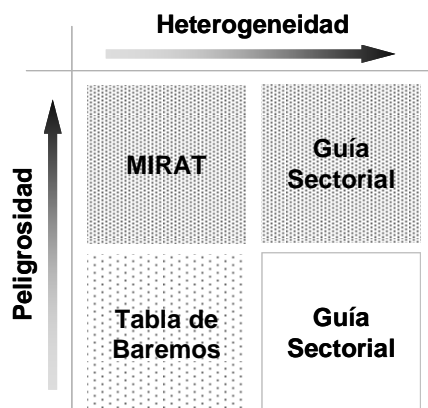 Heterogeneidad
Peligrosidad
MIRAT
Guía
Sectorial
Tabla de
Baremos
Guía
Sectorial